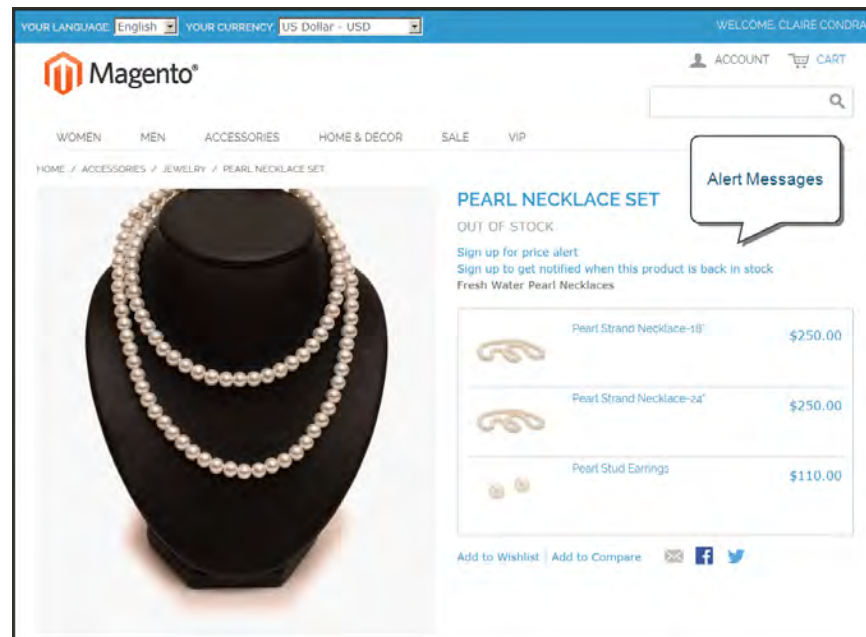 YOUR LANGUAGE: English YOUR CURRENCY: US Dollar - USD WELCOME, CLAIRE CONDRA
Magento®
ACCOUNT CART
WOMEN MEN ACCESSORIES HOME & DECOR SALE VIP
HOME / ACCESSORIES / JEWELRY / PEARL NECKLACE SET
Alert Messages
PEARL NECKLACE SET
OUT OF STOCK
Sign up for price alert
Sign up to get notified when this product is back in stock
Fresh Water Pearl Necklaces
Pearl Strand Necklace-18" $250.00
Pearl Strand Necklace-24" $250.00
Pearl Stud Earrings $110.00
Add to Wishlist | Add to Compare